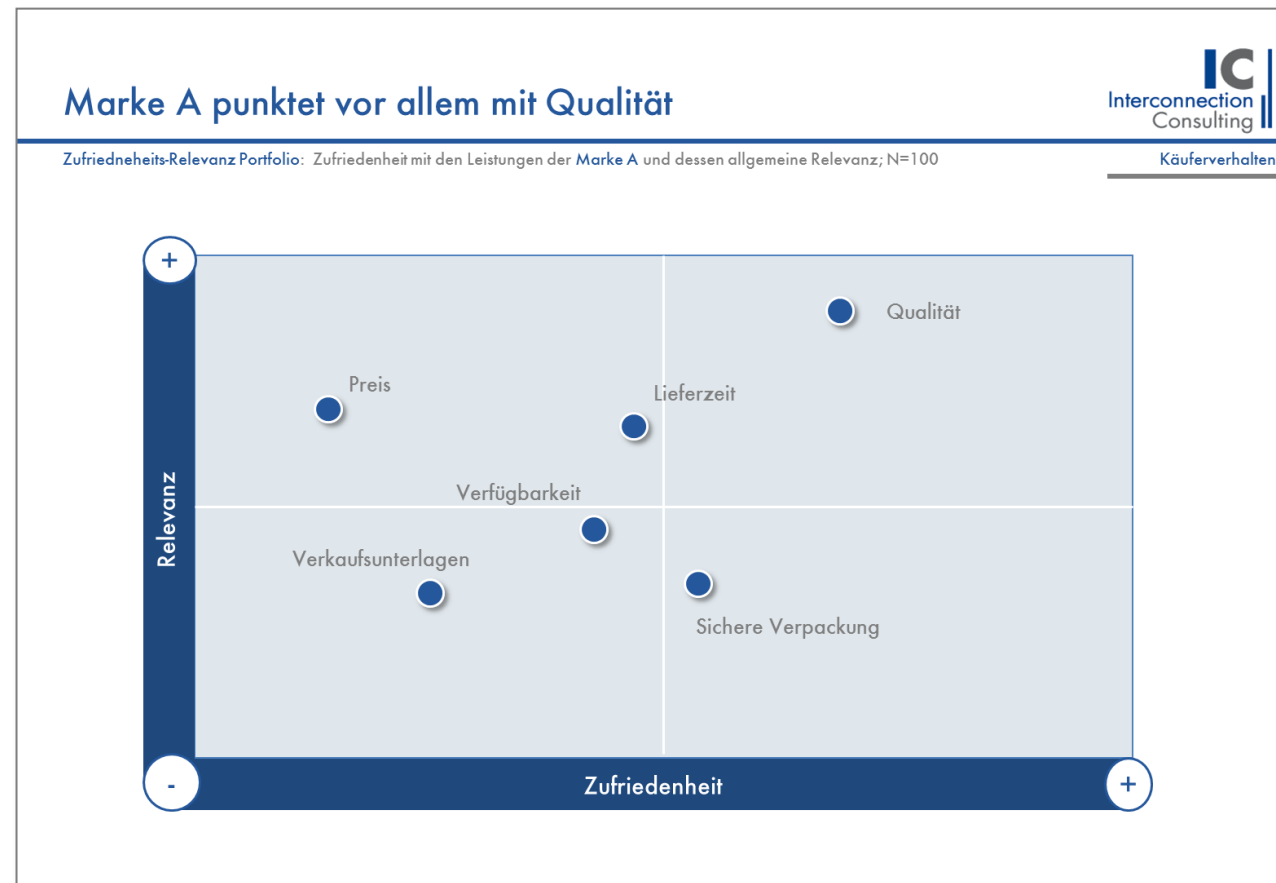 IC
Interconnection
Consulting
Marke A punktet vor allem mit Qualität
Zufriedneheits-Relevanz Portfolio: Zufriedenheit mit den Leistungen der Marke A und dessen allgemeine Relevanz; N=100
Käuferverhalten
+
Qualität
Preis
Lieferzeit
Verfügbarkeit
Relevanz
Verkaufsunterlagen
Sichere Verpackung
-
Zufriedenheit
+